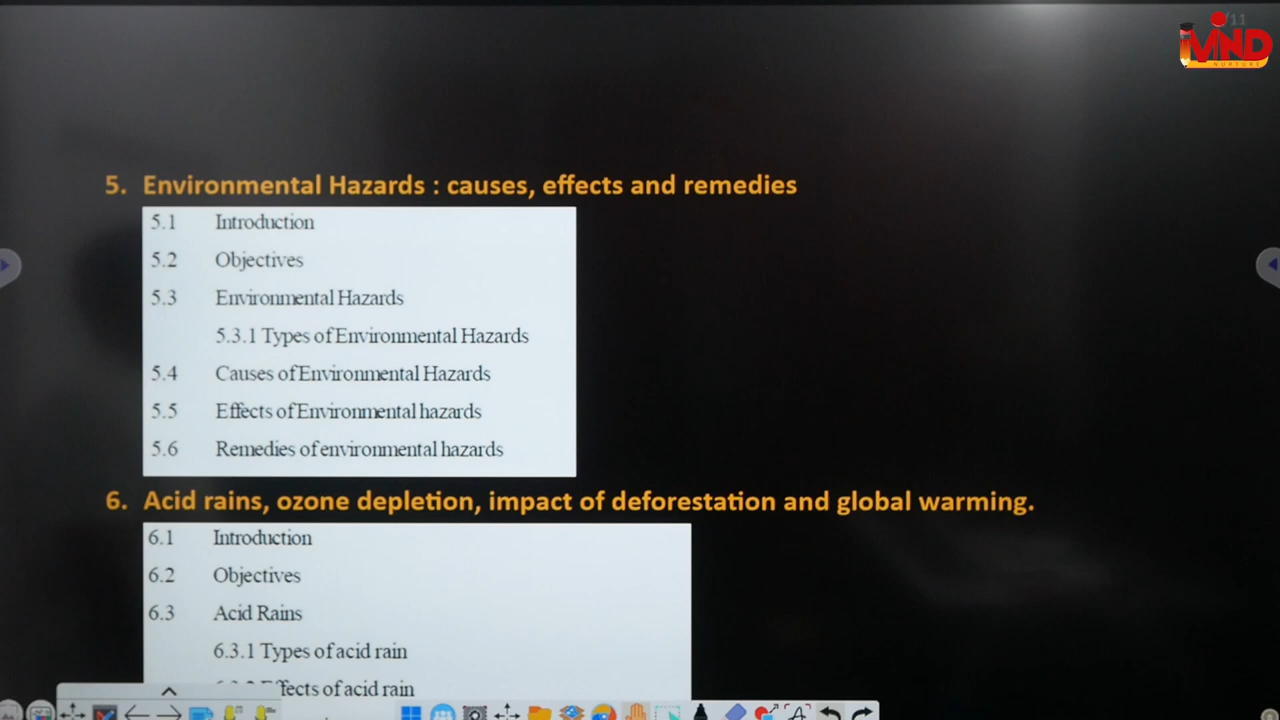 /11
iMIND
NURTURE
5. Environmental Hazards : causes, effects and remedies
5.1 Introduction
5.2 Objectives
5.3 Environmental Hazards
5.3.1 Types of Environmental Hazards
5.4 Causes of Environmental Hazards
5.5 Effects of Environmental hazards
5.6 Remedies of environmental hazards
6. Acid rains, ozone depletion, impact of deforestation and global warming.
6.1 Introduction
6.2 Objectives
6.3 Acid Rains
6.3.1 Types of acid rain
of acid rain